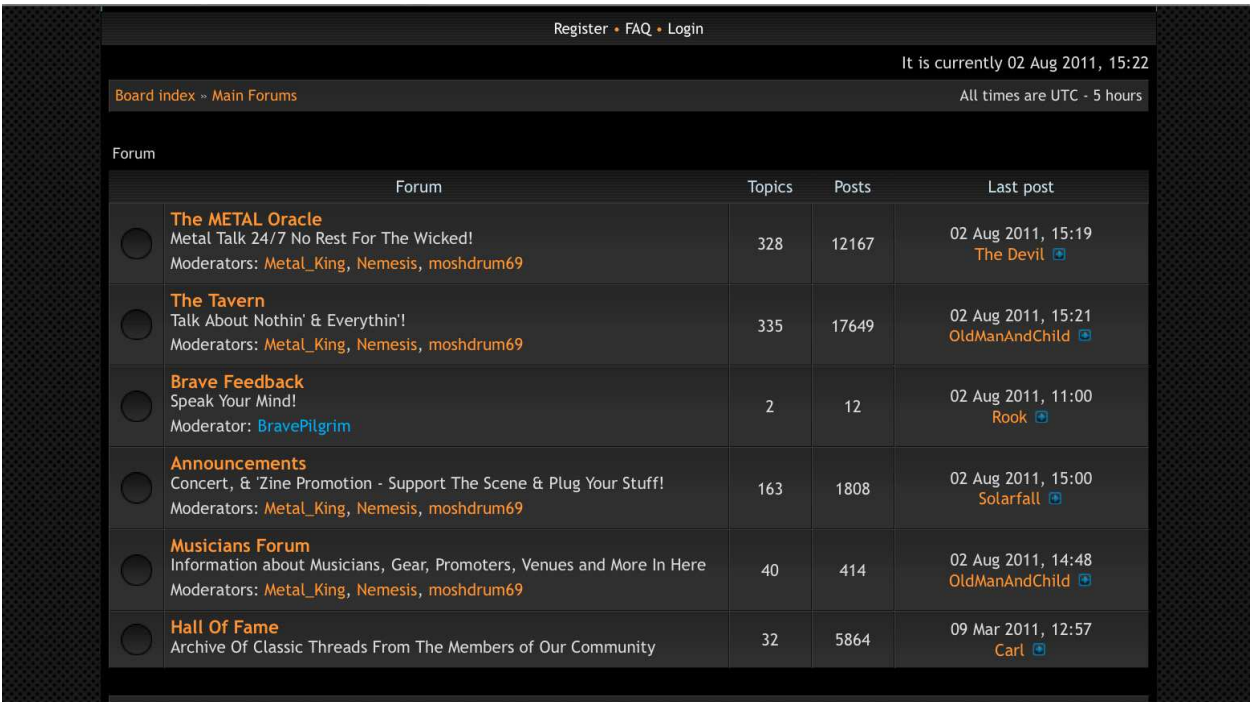 Register • FAQ • Login
It is currently 02 Aug 2011, 15:22
Board index » Main Forums All times are UTC - 5 hours
Forum
Forum Topics Posts Last post
The METAL Oracle
Metal Talk 24/7 No Rest For The Wicked!
Moderators: Metal_King, Nemesis, moshdrum69
328 12167 02 Aug 2011, 15:19
The Devil
The Tavern
Talk About Nothin' & Everythin'!
Moderators: Metal_King, Nemesis, moshdrum69
335 17649 02 Aug 2011, 15:21
OldManAndChild
Brave Feedback
Speak Your Mind!
Moderator: BravePilgrim
2 12 02 Aug 2011, 11:00
Rook
Announcements
Concert, & 'Zine Promotion - Support The Scene & Plug Your Stuff!
Moderators: Metal_King, Nemesis, moshdrum69
163 1808 02 Aug 2011, 15:00
Solarfall
Musicians Forum
Information about Musicians, Gear, Promoters, Venues and More In Here
Moderators: Metal_King, Nemesis, moshdrum69
40 414 02 Aug 2011, 14:48
OldManAndChild
Hall Of Fame
Archive Of Classic Threads From The Members of Our Community
32 5864 09 Mar 2011, 12:57
Carl